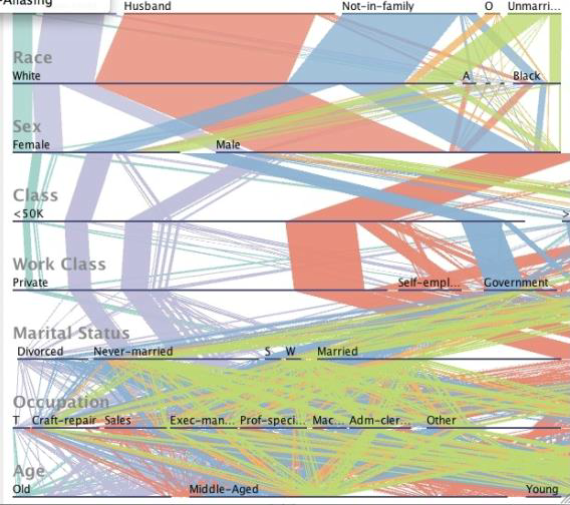 -Aliasing
Husband Not-in-family O Unmarri...
Race
White A Black
Sex
Female Male
Class
<50K >
Work Class
Private Self-empl... Government
Marital Status
Divorced Never-married S W Married
Occupation
T Craft-repair Sales Exec-man... Prof-speci... Mac... Adm-cler... Other
Age
Old Middle-Aged Young